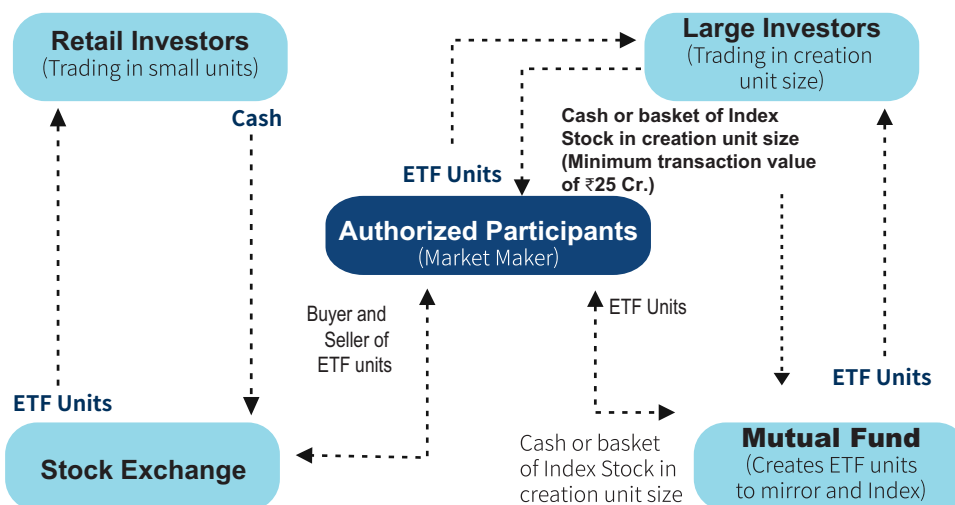 Retail Investors
(Trading in small units)
Large Investors
(Trading in creation
unit size)
Cash
Cash or basket of Index
Stock in creation unit size
(Minimum transaction value
of ₹25 Cr.)
ETF Units
Authorized Participants
(Market Maker)
Buyer and
Seller of
ETF units
ETF Units
ETF Units
ETF Units
Stock Exchange
Cash or basket
of Index Stock in
creation unit size
Mutual Fund
(Creates ETF units
to mirror and Index)